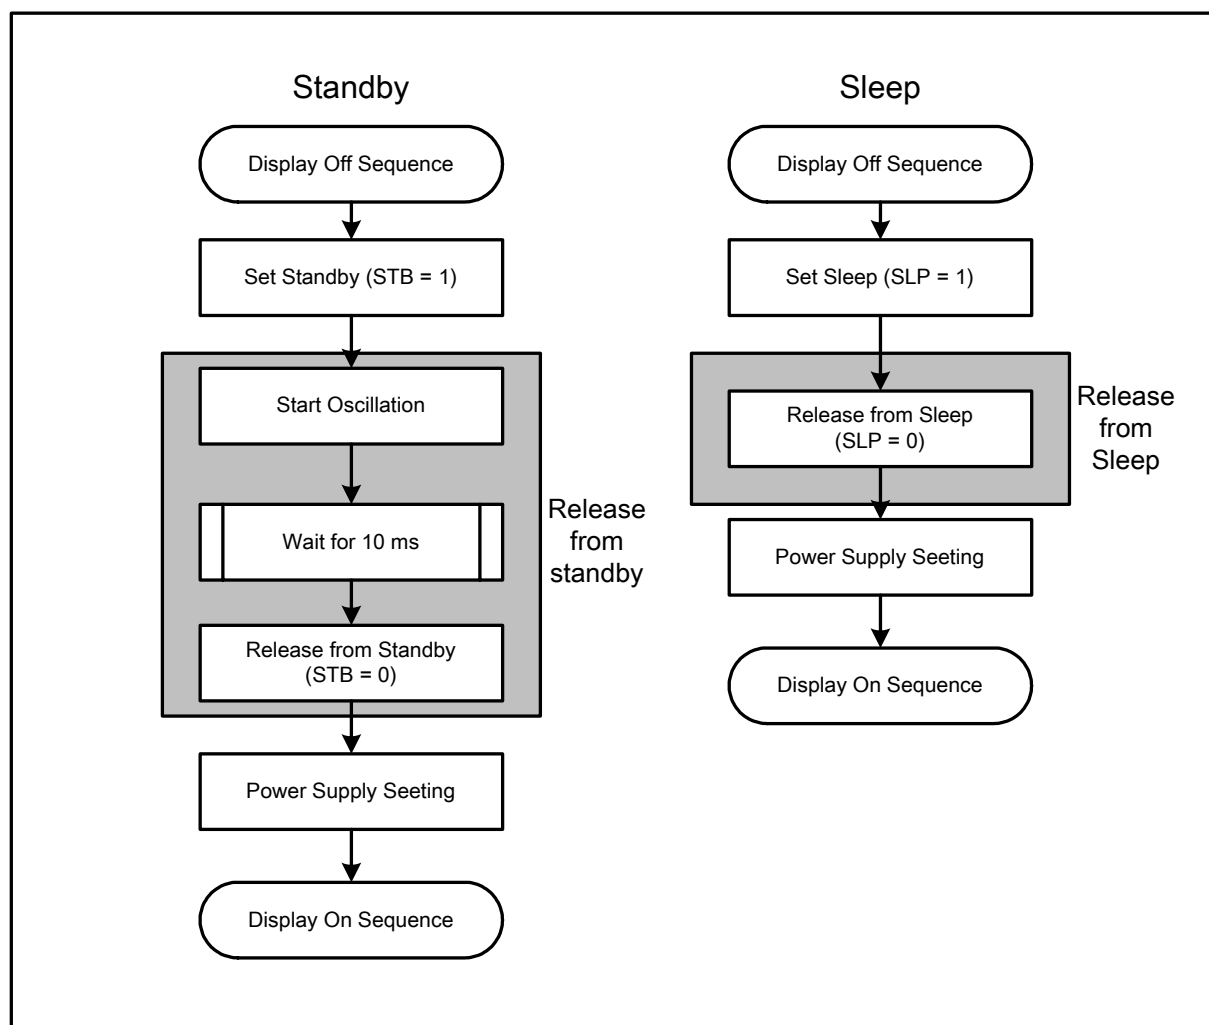 Standby
Display Off Sequence
Set Standby (STB = 1)
Start Oscillation
Wait for 10 ms
Release from Standby
(STB = 0)
Release
from
standby
Power Supply Seeting
Display On Sequence
Sleep
Display Off Sequence
Set Sleep (SLP = 1)
Release from Sleep
(SLP = 0)
Release
from
Sleep
Power Supply Seeting
Display On Sequence